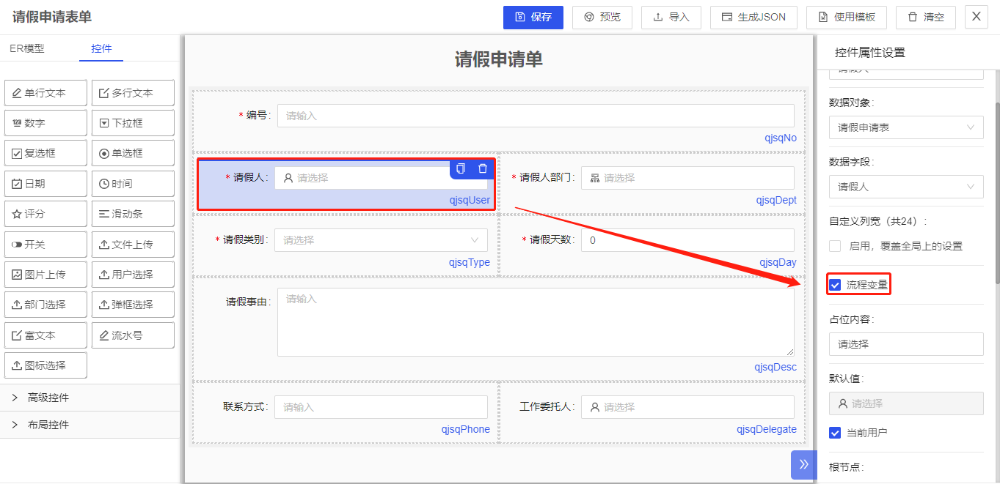 请假申请表单
保存
预览
导入
生成JSON
使用模板
清空
X
ER模型
控件
单行文本
多行文本
数字
下拉框
复选框
单选框
日期
时间
评分
滑动条
开关
文件上传
图片上传
用户选择
部门选择
弹框选择
富文本
流水号
图标选择
高级控件
布局控件
请假申请单
* 编号:
请输入
qjsqNo
* 请假人:
请选择
qjsqUser
* 请假人部门:
请选择
qjsqDept
* 请假类别:
请选择
qjsqType
* 请假天数:
0
qjsqDay
请假事由:
请输入
qjsqDesc
联系方式:
请输入
qjsqPhone
工作委托人:
请选择
qjsqDelegate
控件属性设置
请假人
数据对象:
请假申请表
数据字段:
请假人
自定义列宽（共24）:
启用，覆盖全局上的设置
流程变量
占位内容:
请选择
默认值:
请选择
当前用户
根节点: